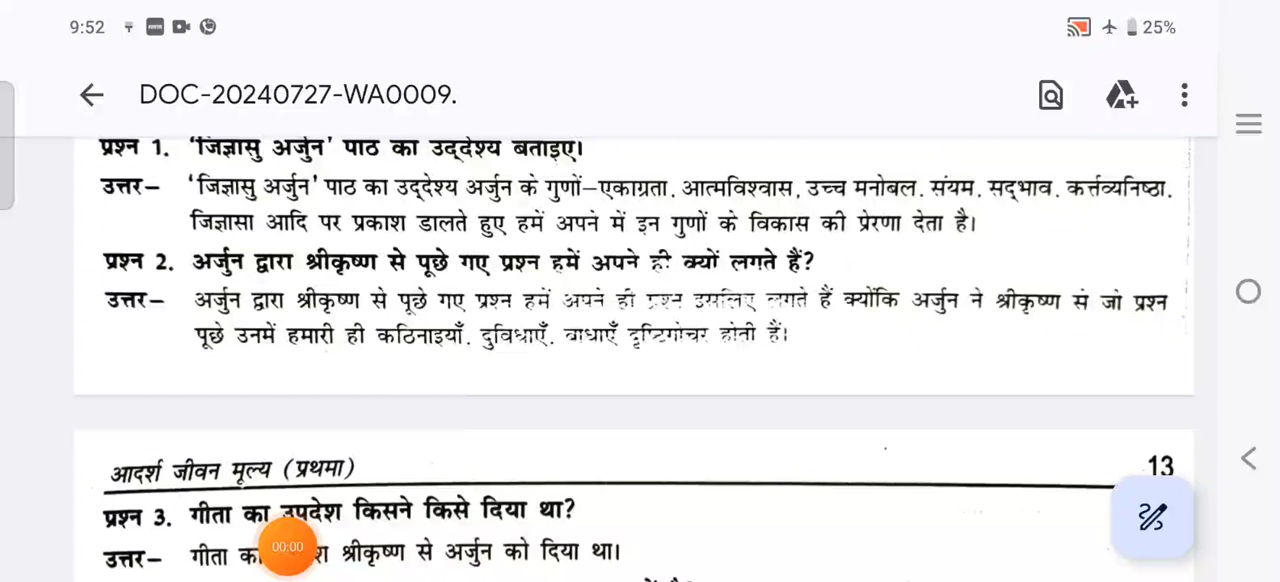 9:52
25%
DOC-20240727-WA0009.
प्रश्न 1. 'जिज्ञासु अर्जुन' पाठ का उद्देश्य बताइए।
उत्तर– 'जिज्ञासु अर्जुन' पाठ का उद्देश्य अर्जुन के गुणों–एकाग्रता, आत्मविश्वास, उच्च मनोबल, संयम, सद्भाव, कर्त्तव्यनिष्ठा,
जिज्ञासा आदि पर प्रकाश डालते हुए हमें अपने में इन गुणों के विकास की प्रेरणा देता है।
प्रश्न 2. अर्जुन द्वारा श्रीकृष्ण से पूछे गए प्रश्न हमें अपने ही क्यों लगते हैं?
उत्तर– अर्जुन द्वारा श्रीकृष्ण से पूछे गए प्रश्न हमें अपने ही प्रश्न इसलिए लगते हैं क्योंकि अर्जुन ने श्रीकृष्ण से जो प्रश्न
पूछे उनमें हमारी ही कठिनाइयाँ, दुविधाएँ, बाधाएँ दृष्टिगोचर होती हैं।
आदर्श जीवन मूल्य (प्रथमा) 13
प्रश्न 3. गीता का उपदेश किसने किसे दिया था?
00:00
उत्तर– गीता का श्रीकृष्ण से अर्जुन को दिया था।